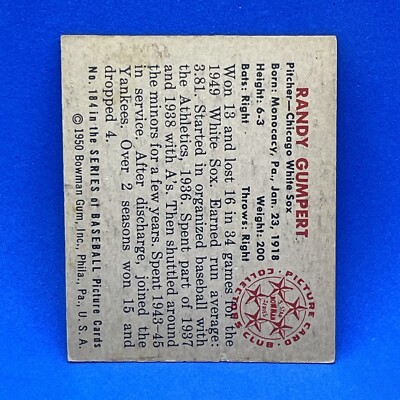 RANDY GUMPERT
Pitcher—Chicago White Sox
Born: Monocacy, Pa., Jan. 23, 1918
Height: 6-3 Weight: 200
Bats: Right Throws: Right
Won 13 and lost 16 in 34 games for the
1949 White Sox. Earned run average:
3.81. Started in organized baseball with
the Athletics, 1936. Spent part of 1937
and 1938 with A's. Then shuttled around
the minors for a few years. Spent 1943-45
in service. After discharge, joined the
Yankees. Over 2 seasons won 15 and
dropped 4.
No. 184 in the SERIES of BASEBALL Picture Cards
©1950 Bowman Gum, Inc., Phila., Pa., U. S. A.
PICTURE CARD
COLLECTORS CLUB
BOWMAN